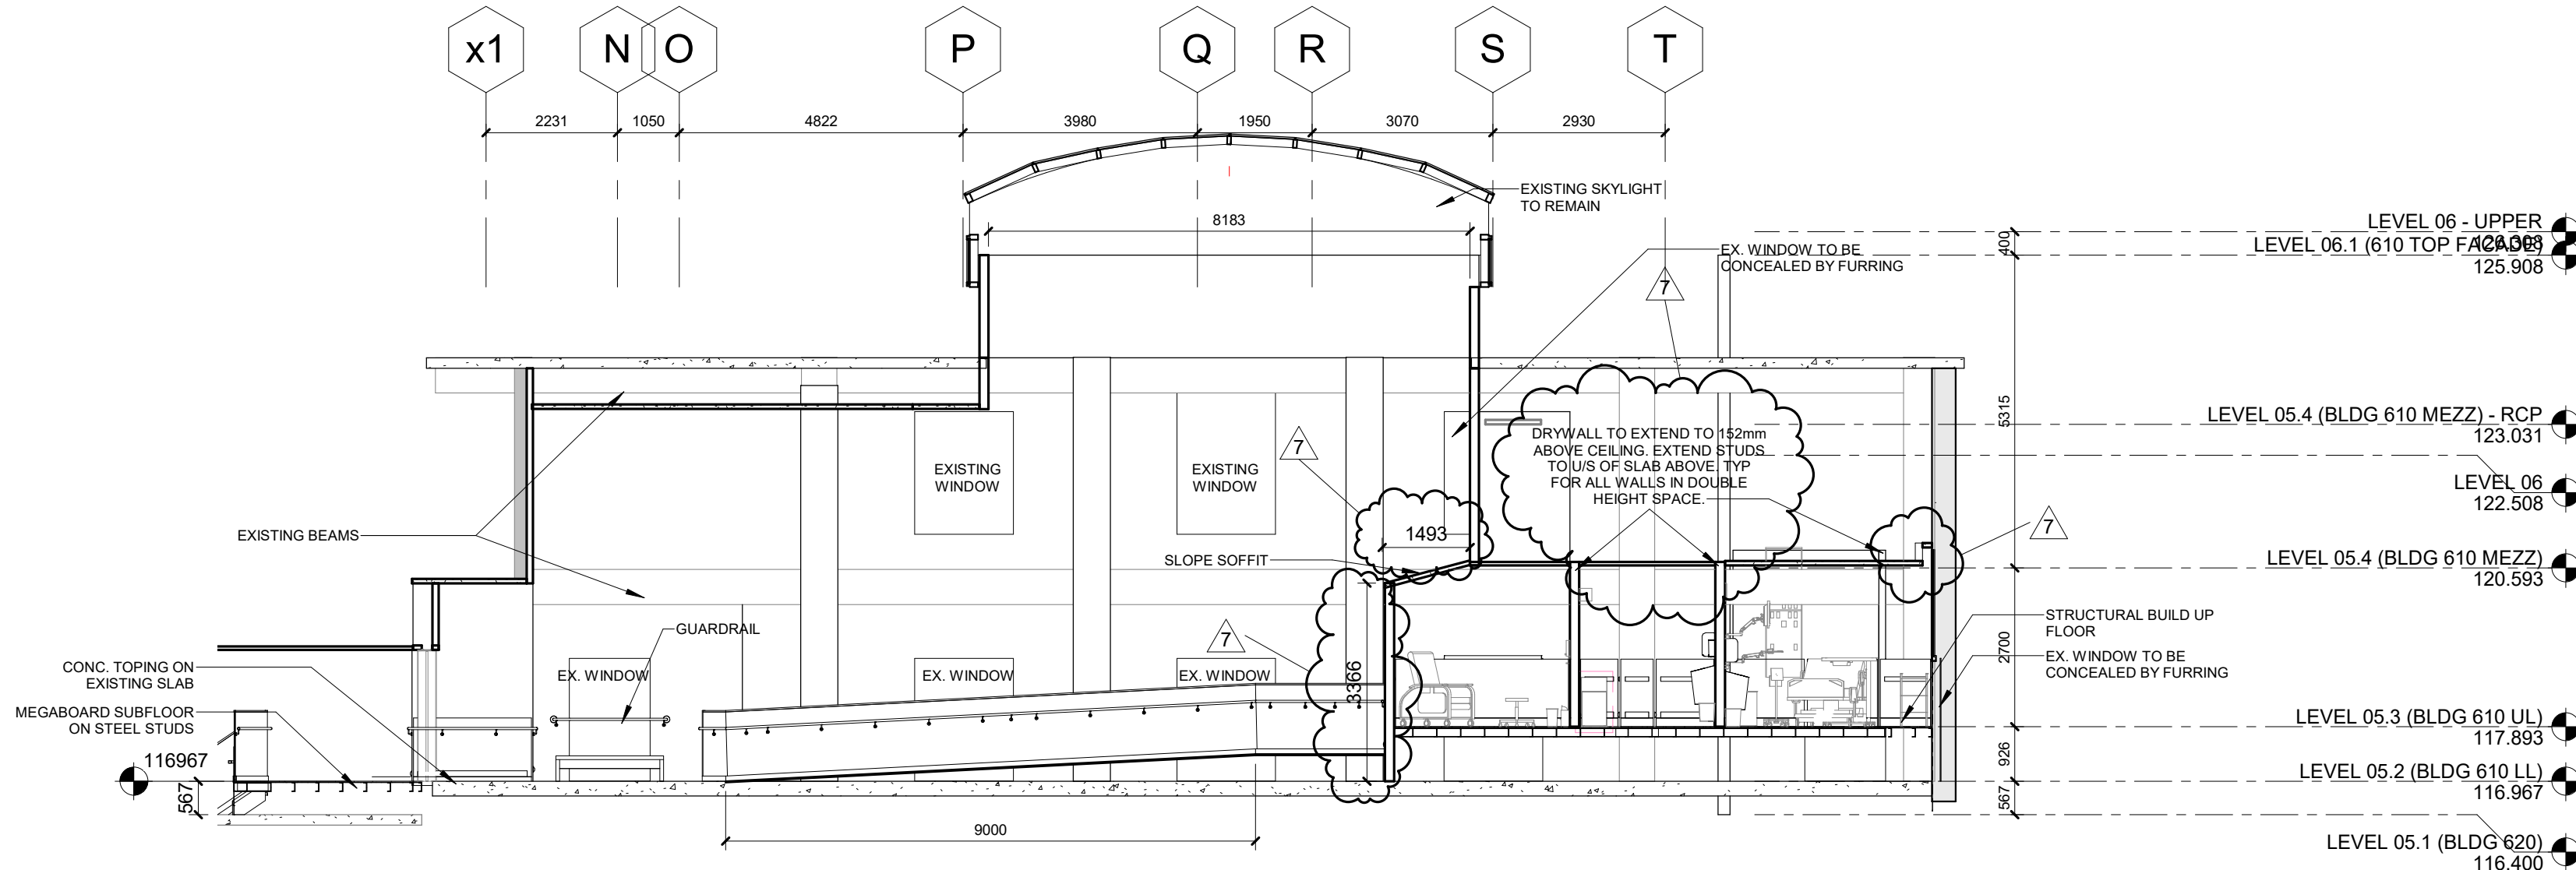 x1 N O P Q R S T
2231 1050 4822 3980 1950 3070 2930
EXISTING SKYLIGHT
TO REMAIN
8183
EX. WINDOW TO BE
CONCEALED BY FURRING
7
LEVEL 06 - UPPER
126.308
LEVEL 06.1 (610 TOP FACADE)
125.908
400
5315
LEVEL 05.4 (BLDG 610 MEZZ) - RCP
123.031
LEVEL 06
122.508
LEVEL 05.4 (BLDG 610 MEZZ)
120.593
DRYWALL TO EXTEND TO 152mm
ABOVE CEILING. EXTEND STUDS
TO U/S OF SLAB ABOVE. TYP
FOR ALL WALLS IN DOUBLE
HEIGHT SPACE.
7
EXISTING
WINDOW
EXISTING
WINDOW
EXISTING BEAMS
1493
SLOPE SOFFIT
7
GUARDRAIL
7
3366
EX. WINDOW
EX. WINDOW
EX. WINDOW
STRUCTURAL BUILD UP
FLOOR
EX. WINDOW TO BE
CONCEALED BY FURRING
2700
CONC. TOPING ON
EXISTING SLAB
MEGABOARD SUBFLOOR
ON STEEL STUDS
116967
567
LEVEL 05.3 (BLDG 610 UL)
117.893
926
LEVEL 05.2 (BLDG 610 LL)
116.967
567
9000
LEVEL 05.1 (BLDG 620)
116.400